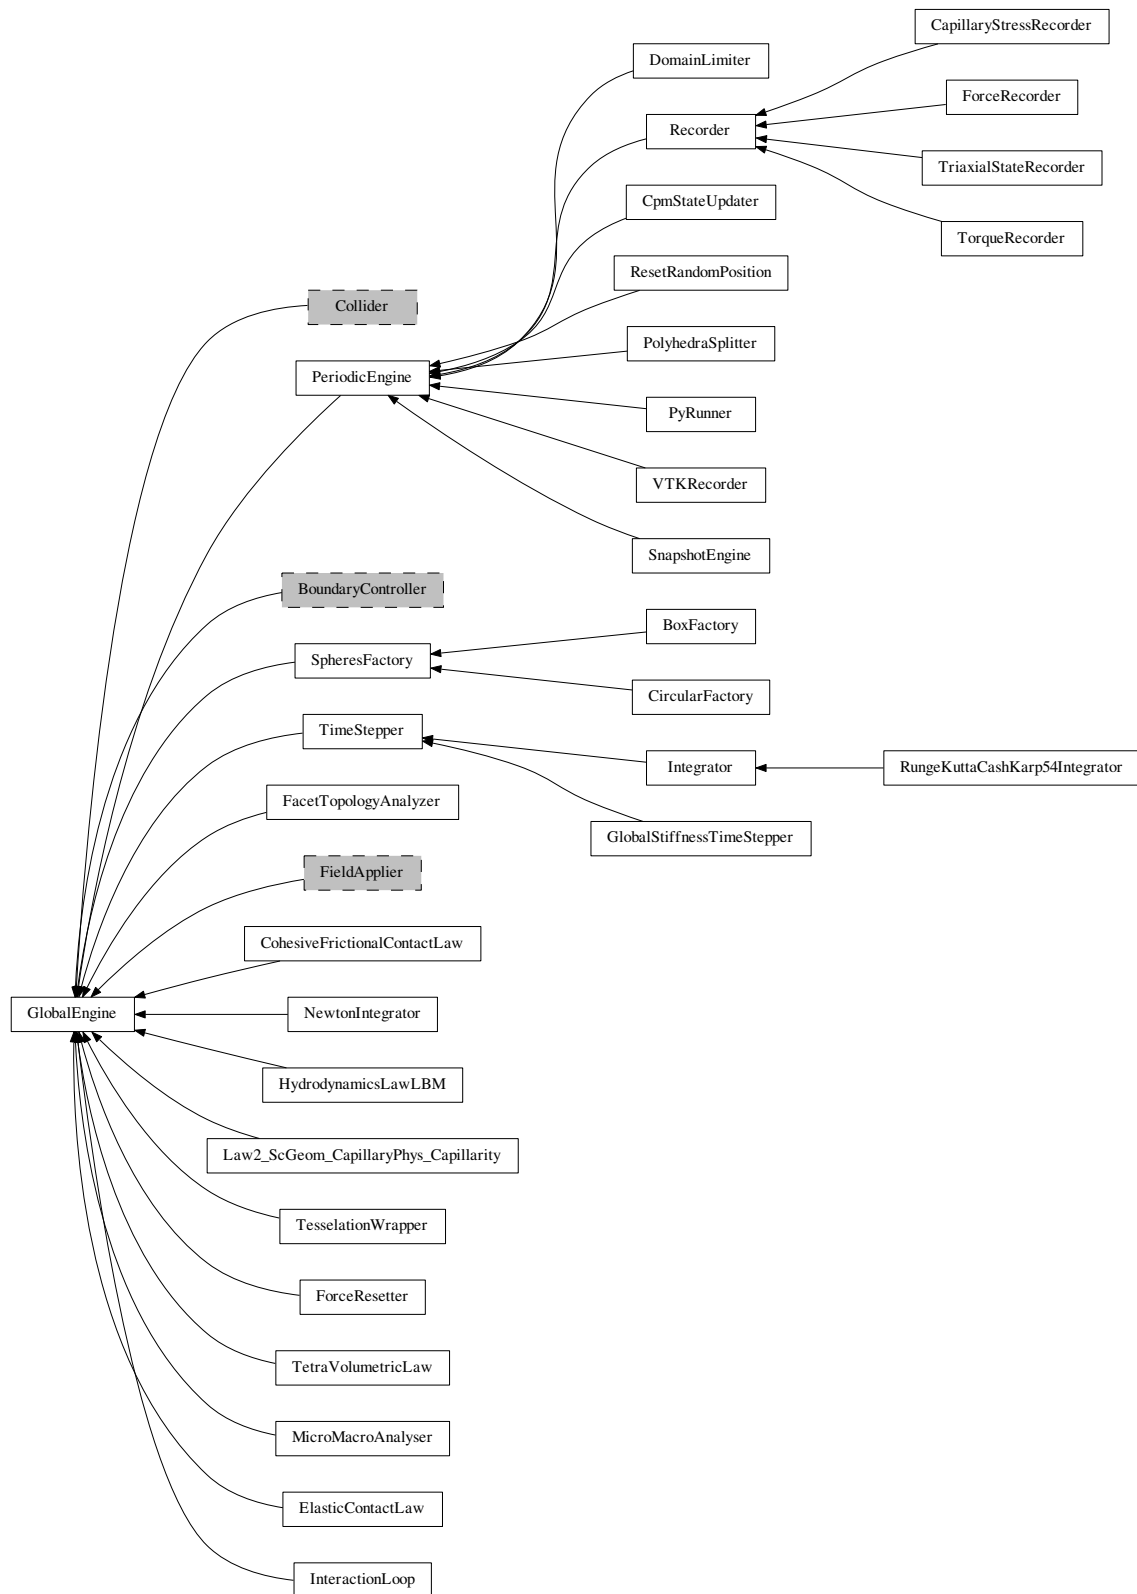 CapillaryStressRecorder
DomainLimiter
ForceRecorder
Recorder
TriaxialStateRecorder
CpmStateUpdater
TorqueRecorder
ResetRandomPosition
Collider
PolyhedraSplitter
PeriodicEngine
PyRunner
VTKRecorder
SnapshotEngine
BoundaryController
BoxFactory
SpheresFactory
CircularFactory
TimeStepper
Integrator
RungeKuttaCashKarp54Integrator
FacetTopologyAnalyzer
GlobalStiffnessTimeStepper
FieldApplier
CohesiveFrictionalContactLaw
GlobalEngine
NewtonIntegrator
HydrodynamicsLawLBM
Law2_ScGeom_CapillaryPhys_Capillarity
TesselationWrapper
ForceResetter
TetraVolumetricLaw
MicroMacroAnalyser
ElasticContactLaw
InteractionLoop